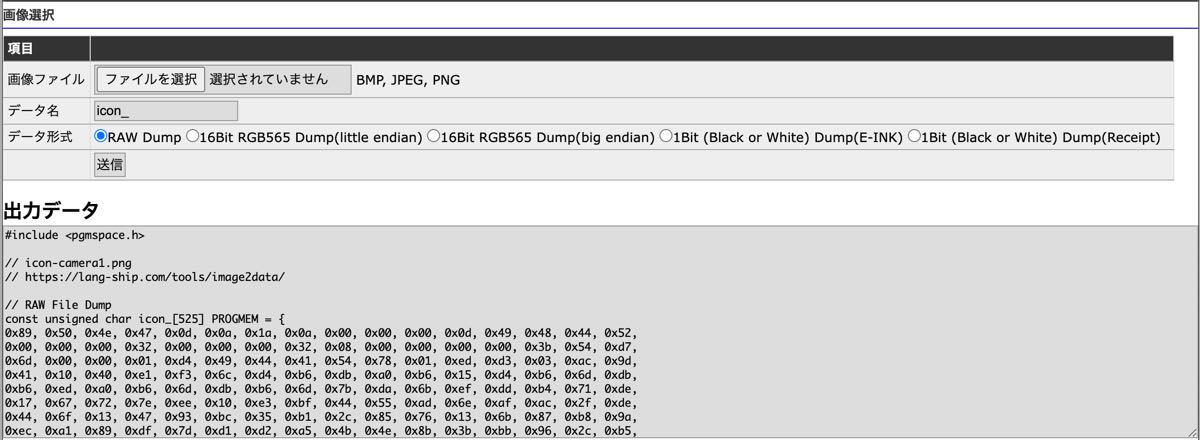 画像選択
項目
画像ファイル ファイルを選択 選択されていません BMP, JPEG, PNG
データ名 icon_
データ形式 RAW Dump 16Bit RGB565 Dump(little endian) 16Bit RGB565 Dump(big endian) 1Bit (Black or White) Dump(E-INK) 1Bit (Black or White) Dump(Receipt)
送信
出力データ
#include <pgmspace.h>
// icon-camera1.png
// https://lang-ship.com/tools/image2data/
// RAW File Dump
const unsigned char icon_[525] PROGMEM = {
0x89, 0x50, 0x4e, 0x47, 0x0d, 0x0a, 0x1a, 0x0a, 0x00, 0x00, 0x00, 0x0d, 0x49, 0x48, 0x44, 0x52,
0x00, 0x00, 0x00, 0x32, 0x00, 0x00, 0x00, 0x32, 0x08, 0x00, 0x00, 0x00, 0x00, 0x3b, 0x54, 0xd7,
0x6d, 0x00, 0x00, 0x01, 0xd4, 0x49, 0x44, 0x41, 0x54, 0x78, 0x01, 0xed, 0xd3, 0x03, 0xac, 0x9d,
0x41, 0x10, 0x40, 0xe1, 0xf3, 0x6c, 0xd4, 0xb6, 0xdb, 0xa0, 0xb6, 0x15, 0xd4, 0xb6, 0x6d, 0xdb,
0xb6, 0xed, 0xa0, 0xb6, 0x6d, 0xdb, 0xb6, 0x6d, 0x7b, 0xda, 0x6b, 0xef, 0xdd, 0xb4, 0x71, 0xde,
0x17, 0x67, 0x72, 0x7e, 0xee, 0x10, 0xe3, 0xbf, 0x44, 0x55, 0xad, 0x6e, 0xaf, 0xac, 0x2f, 0xde,
0x44, 0x6f, 0x13, 0x47, 0x93, 0xbc, 0x35, 0xb1, 0x2c, 0x85, 0x76, 0x13, 0x6b, 0x87, 0xb8, 0x9a,
0xec, 0xa1, 0x89, 0xdf, 0x7d, 0xd1, 0xd2, 0xa5, 0x4b, 0x4e, 0x8b, 0x3b, 0xbb, 0x96, 0x2c, 0xb5,